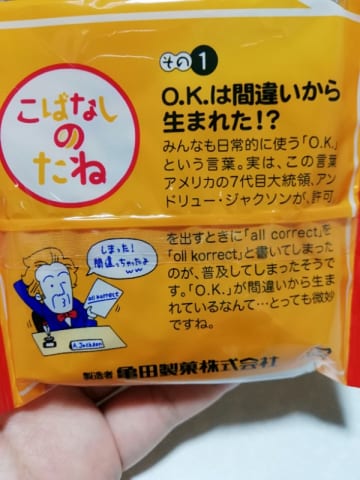 その1
こばなし
の
たね
O.K.は間違いから
生まれた!?
みんなも日常的に使う「O.K.」
という言葉。実は、この言葉
アメリカの7代目大統領、アン
ドリュー・ジャクソンが、許可
を出すときに「all correct」を
「oll korrect」と書いてしまった
のが、普及してしまったそうで
す。「O.K.」が間違いから生ま
れているなんて…とっても微妙
ですね。
しまった!
間違っちゃったよ
ww
oll korrect
A.Jackson
製造者 亀田製菓株式会社